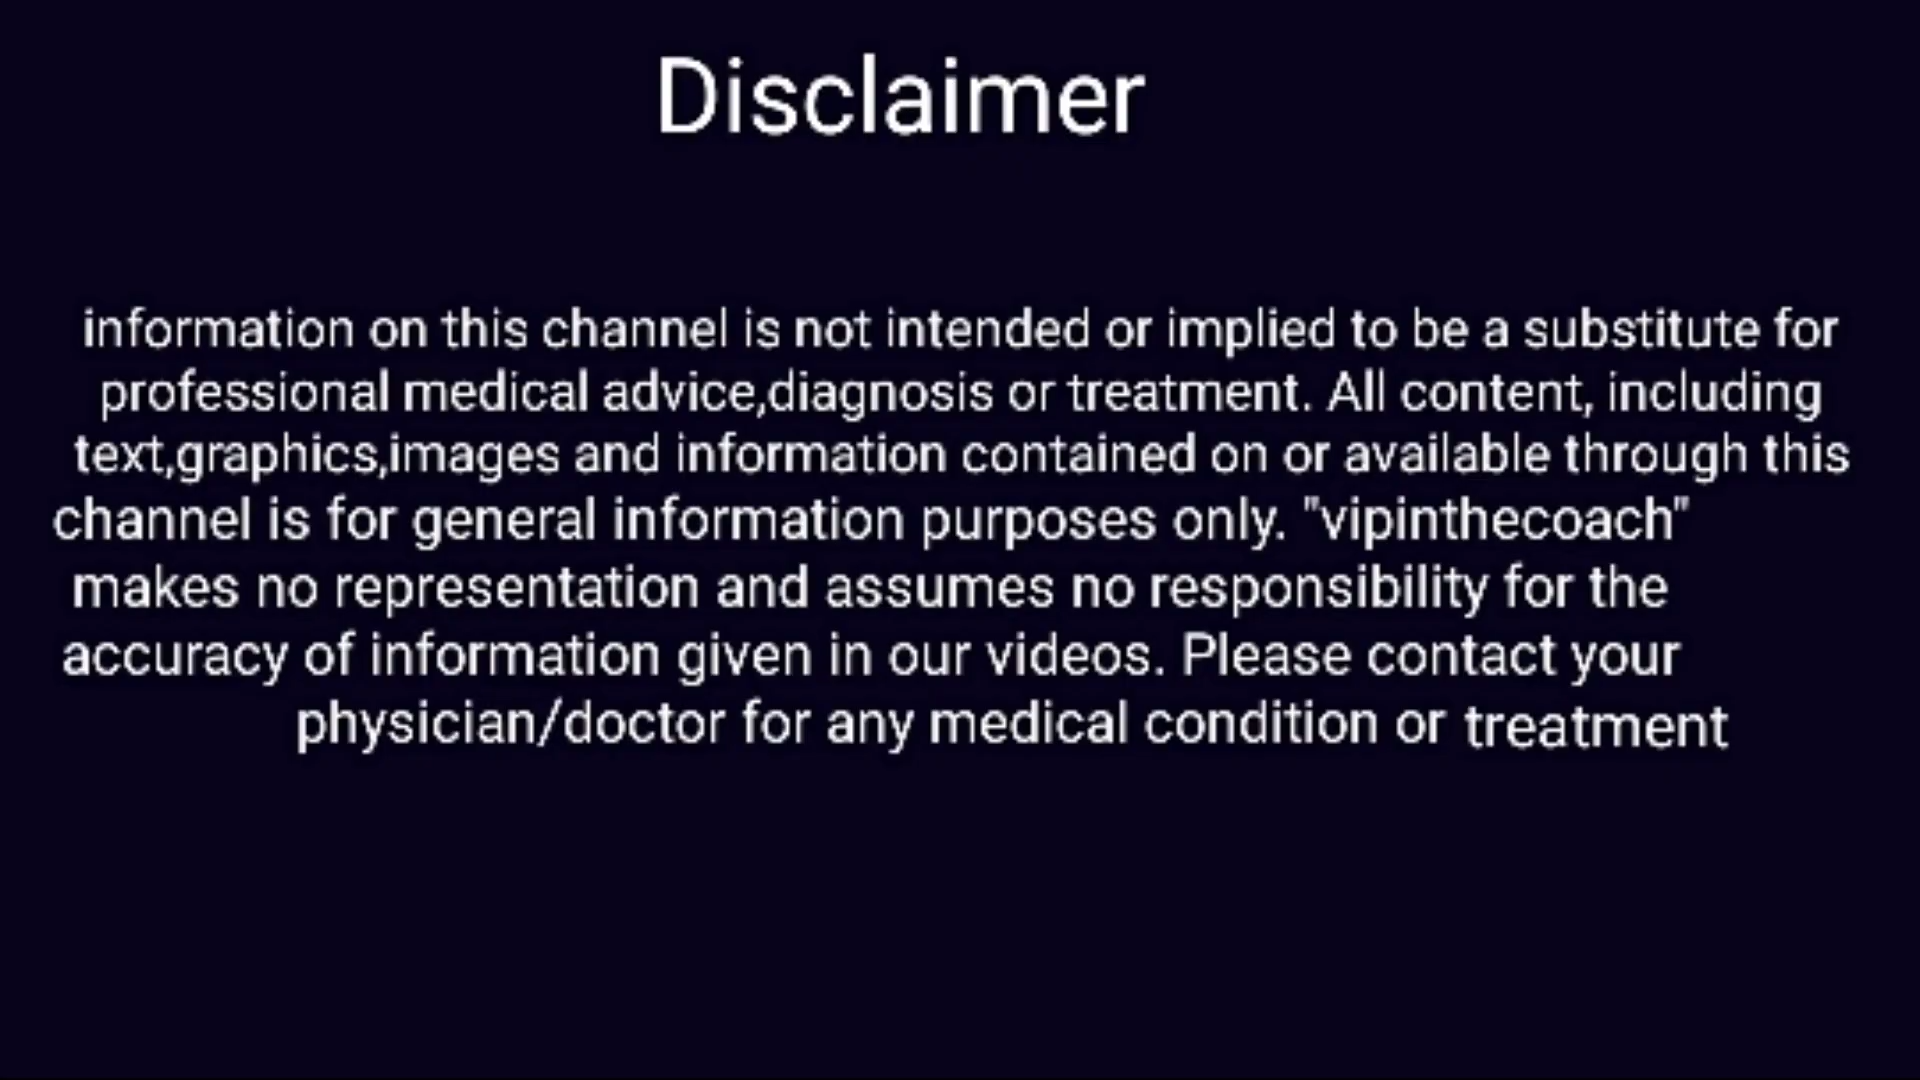 Disclaimer
information on this channel is not intended or implied to be a substitute for
professional medical advice,diagnosis or treatment. All content, including
text,graphics,images and information contained on or available through this
channel is for general information purposes only. "vipinthecoach"
makes no representation and assumes no responsibility for the
accuracy of information given in our videos. Please contact your
physician/doctor for any medical condition or treatment